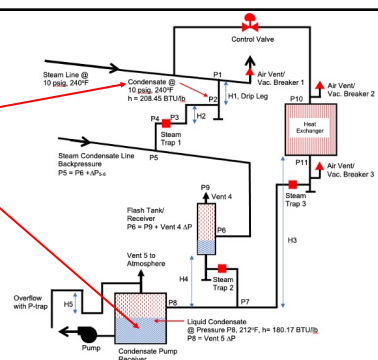 Control Valve
Steam Line @
10 psig, 240ºF
Condensate @
10 psig, 240ºF
h = 208.45 BTU/lb
P1
Air Vent/
Vac. Breaker 1
H1, Drip Leg
P2
P4
P3
H2
Steam
Trap 1
P5
Air Vent/
Vac. Breaker 2
P10
Heat
Exchanger
P11
Air Vent/
Vac. Breaker 3
Steam
Trap 3
Steam Condensate Line
Backpressure
P5 = P6 +ΔP₅₋₆
P9
Vent 4
Flash Tank/
Receiver
P6 = P9 + Vent 4 ΔP
P6
H3
Vent 5 to
Atmosphere
H4
Steam
Trap 2
P7
P8
Overflow
with P-trap
H5
Liquid Condensate
@ Pressure P8, 212ºF, h= 180.17 BTU/lb
P8 = Vent 5 ΔP
Pump
Condensate Pump
Receiver